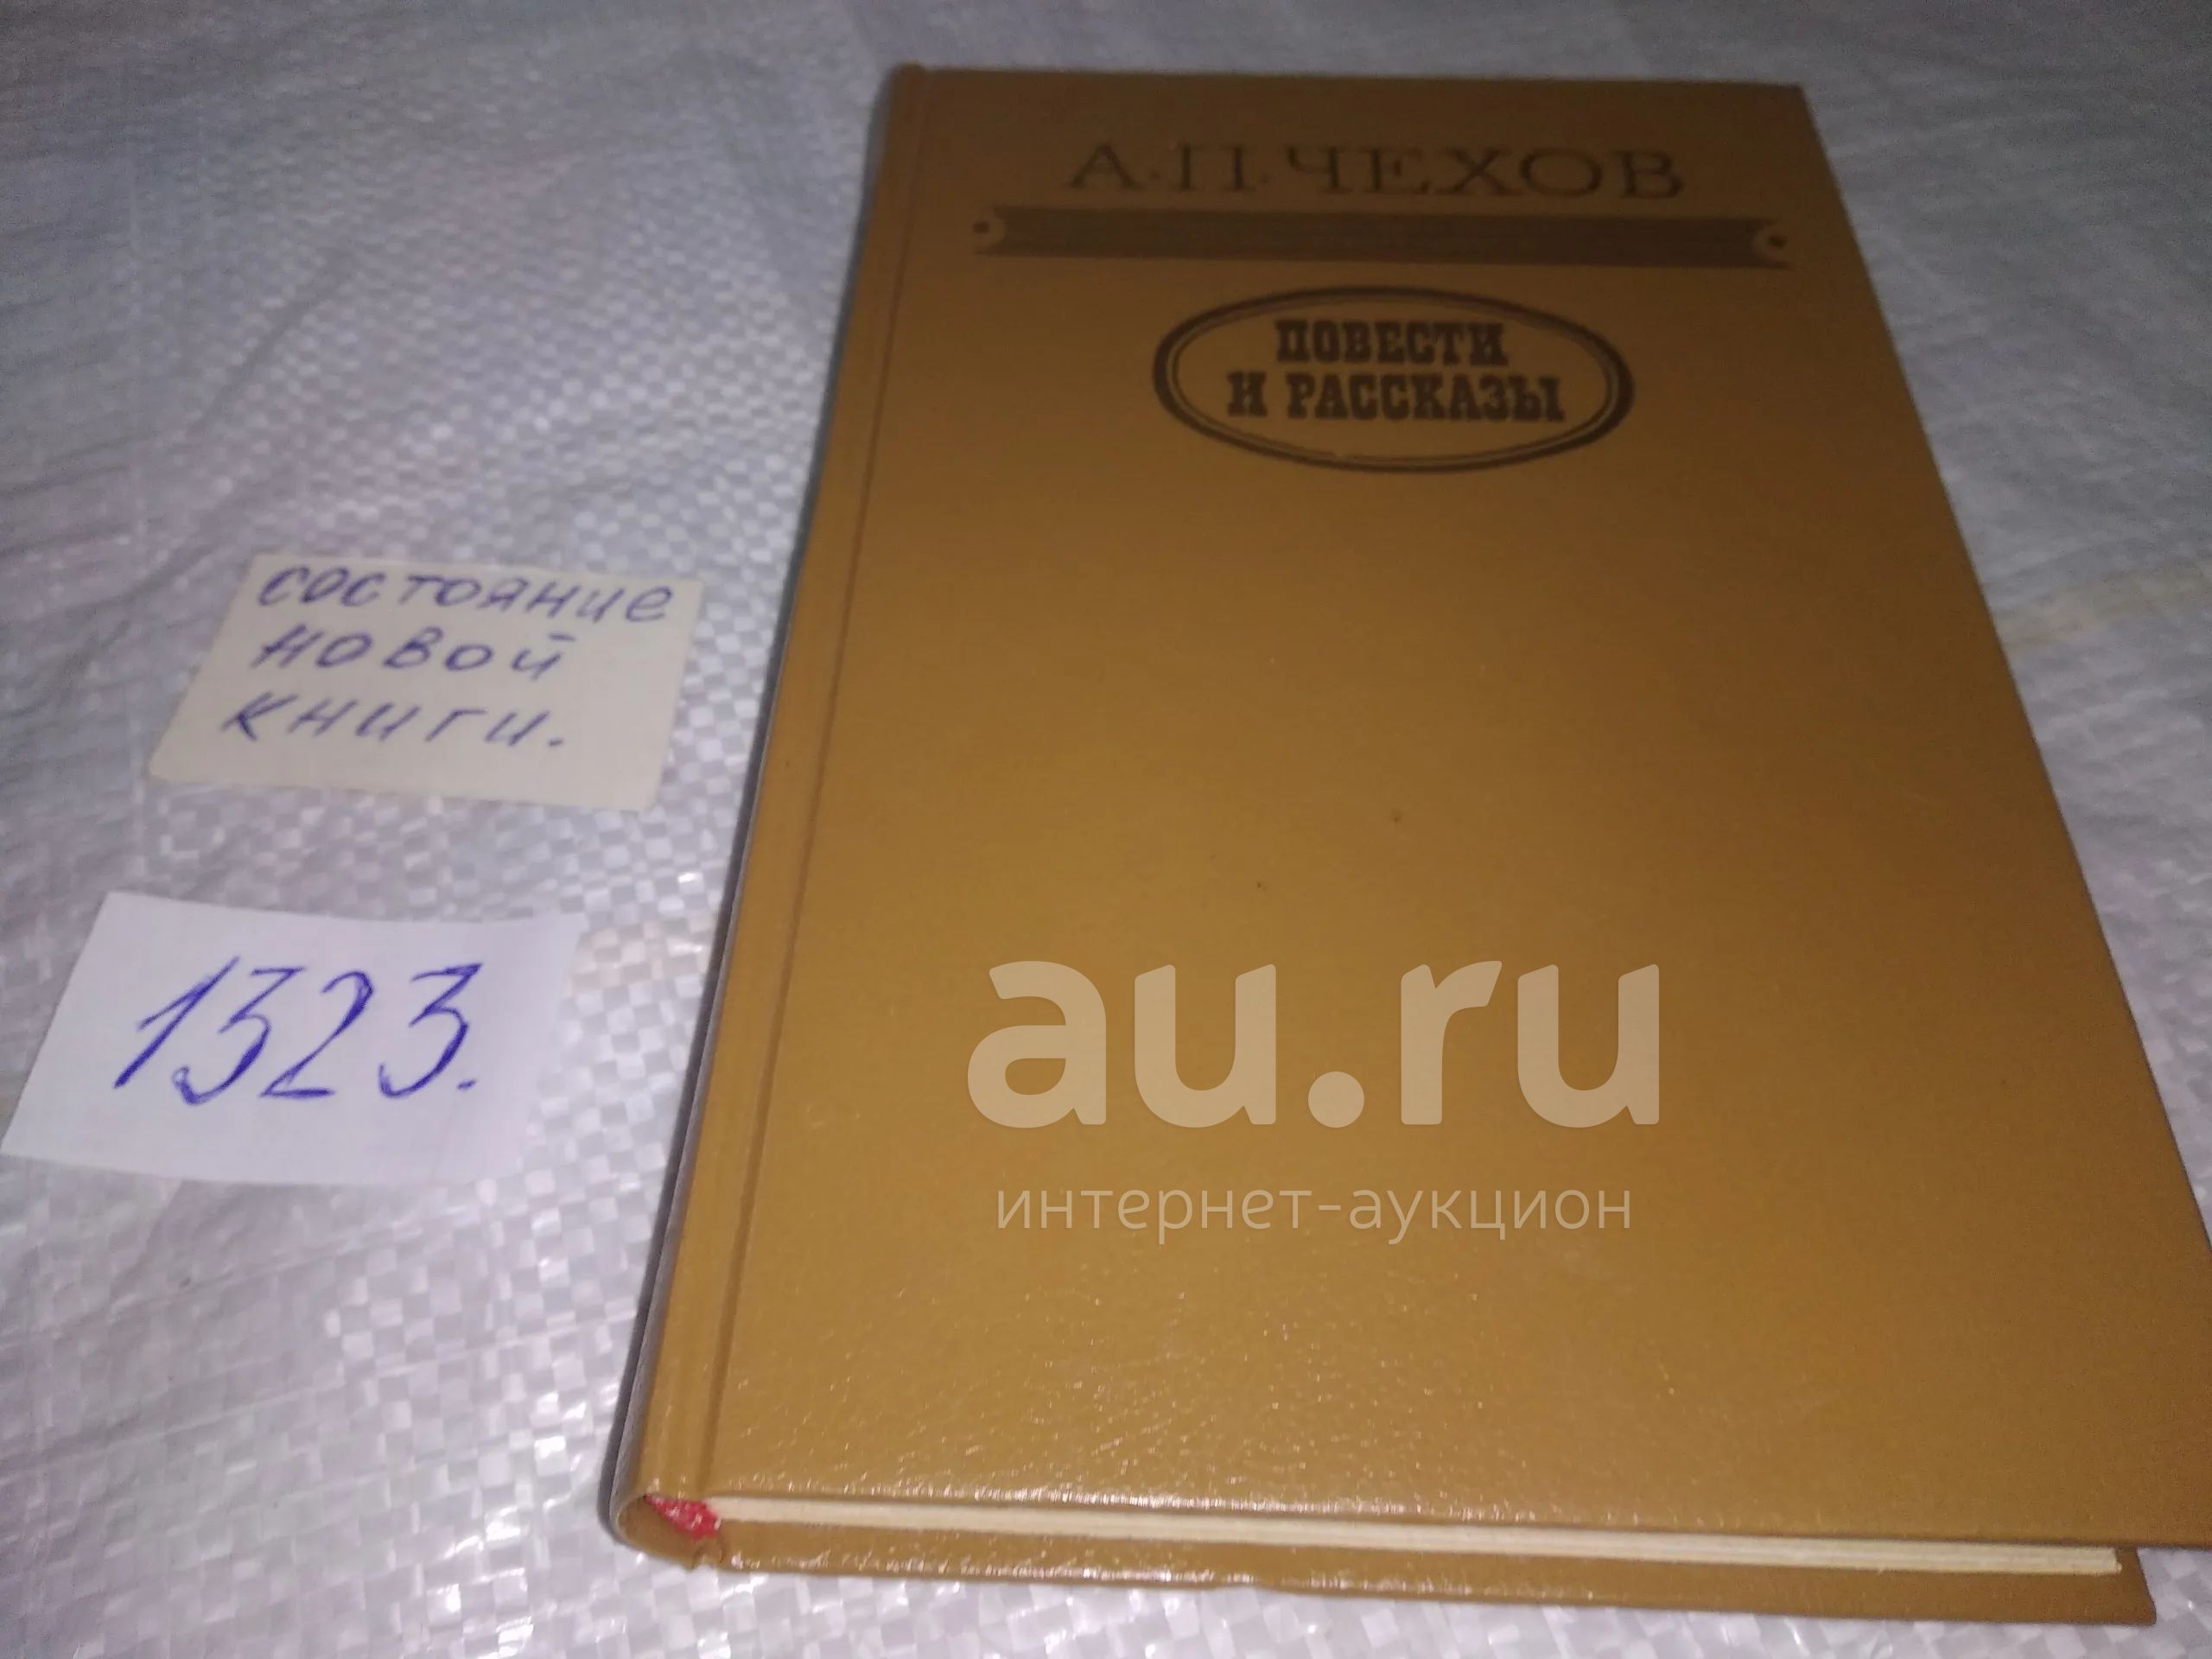 А·П·ЧЕХОВ
ПОВЕСТИ
И РАССКАЗЫ
состояние
новой
книги.
1323.
au.ru
интернет-аукцион